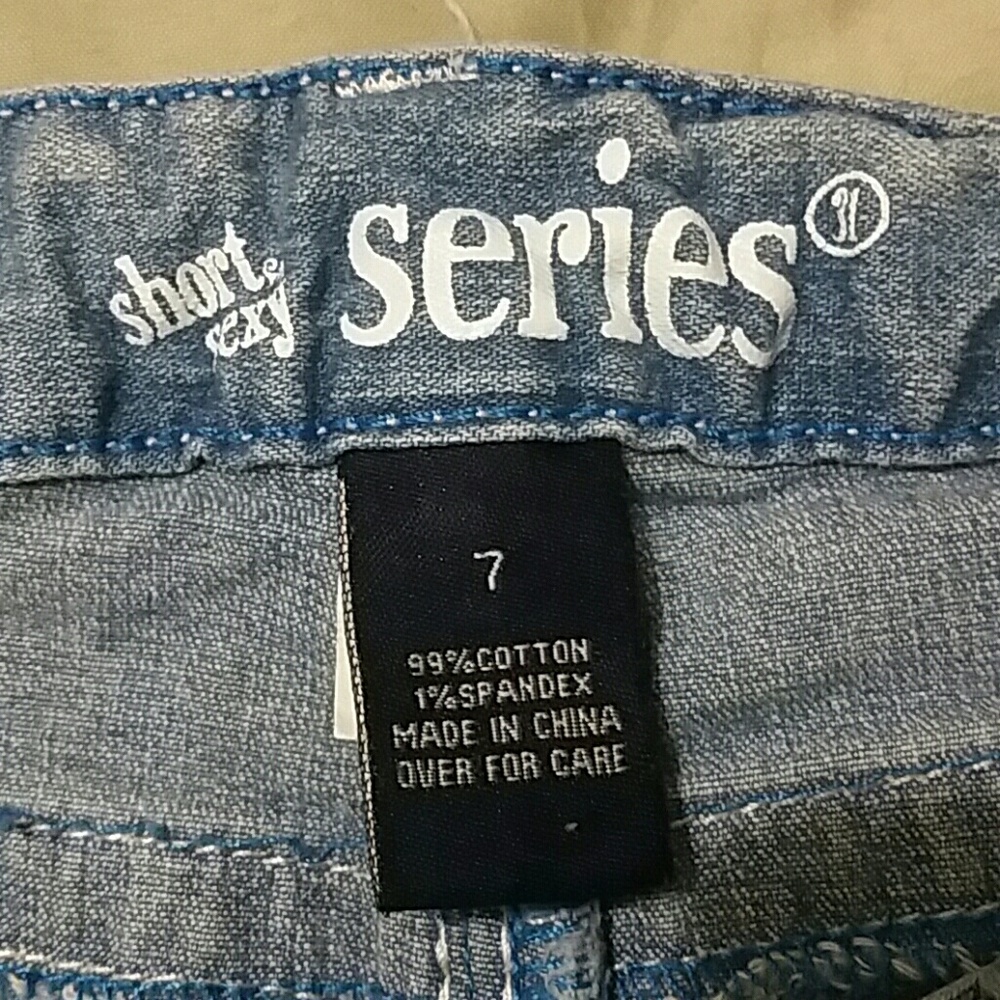 short & sexy series 31
7
99%COTTON
1%SPANDEX
MADE IN CHINA
OVER FOR CARE